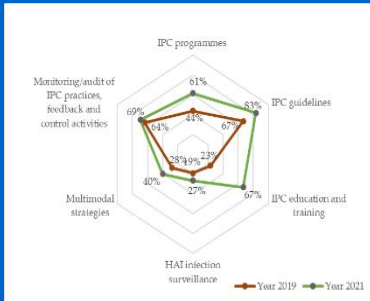 IPC programmes
61%
Monitoring/audit of
IPC practices,
feedback and
control activities
83%
IPC guidelines
44%
69%
64%
67%
28%
19%
23%
40%
27%
67%
Multimodal
strategies
IPC education and
training
HAI infection
surveillance
Year 2019
Year 2021